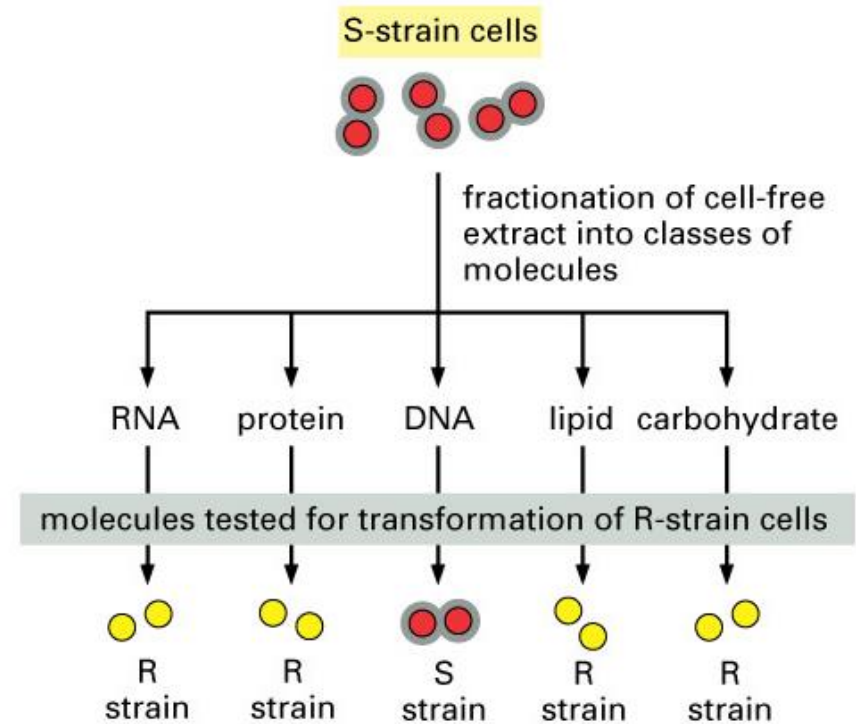 S-strain cells
fractionation of cell-free
extract into classes of
molecules
RNA protein DNA lipid carbohydrate
molecules tested for transformation of R-strain cells
R R S R R
strain strain strain strain strain